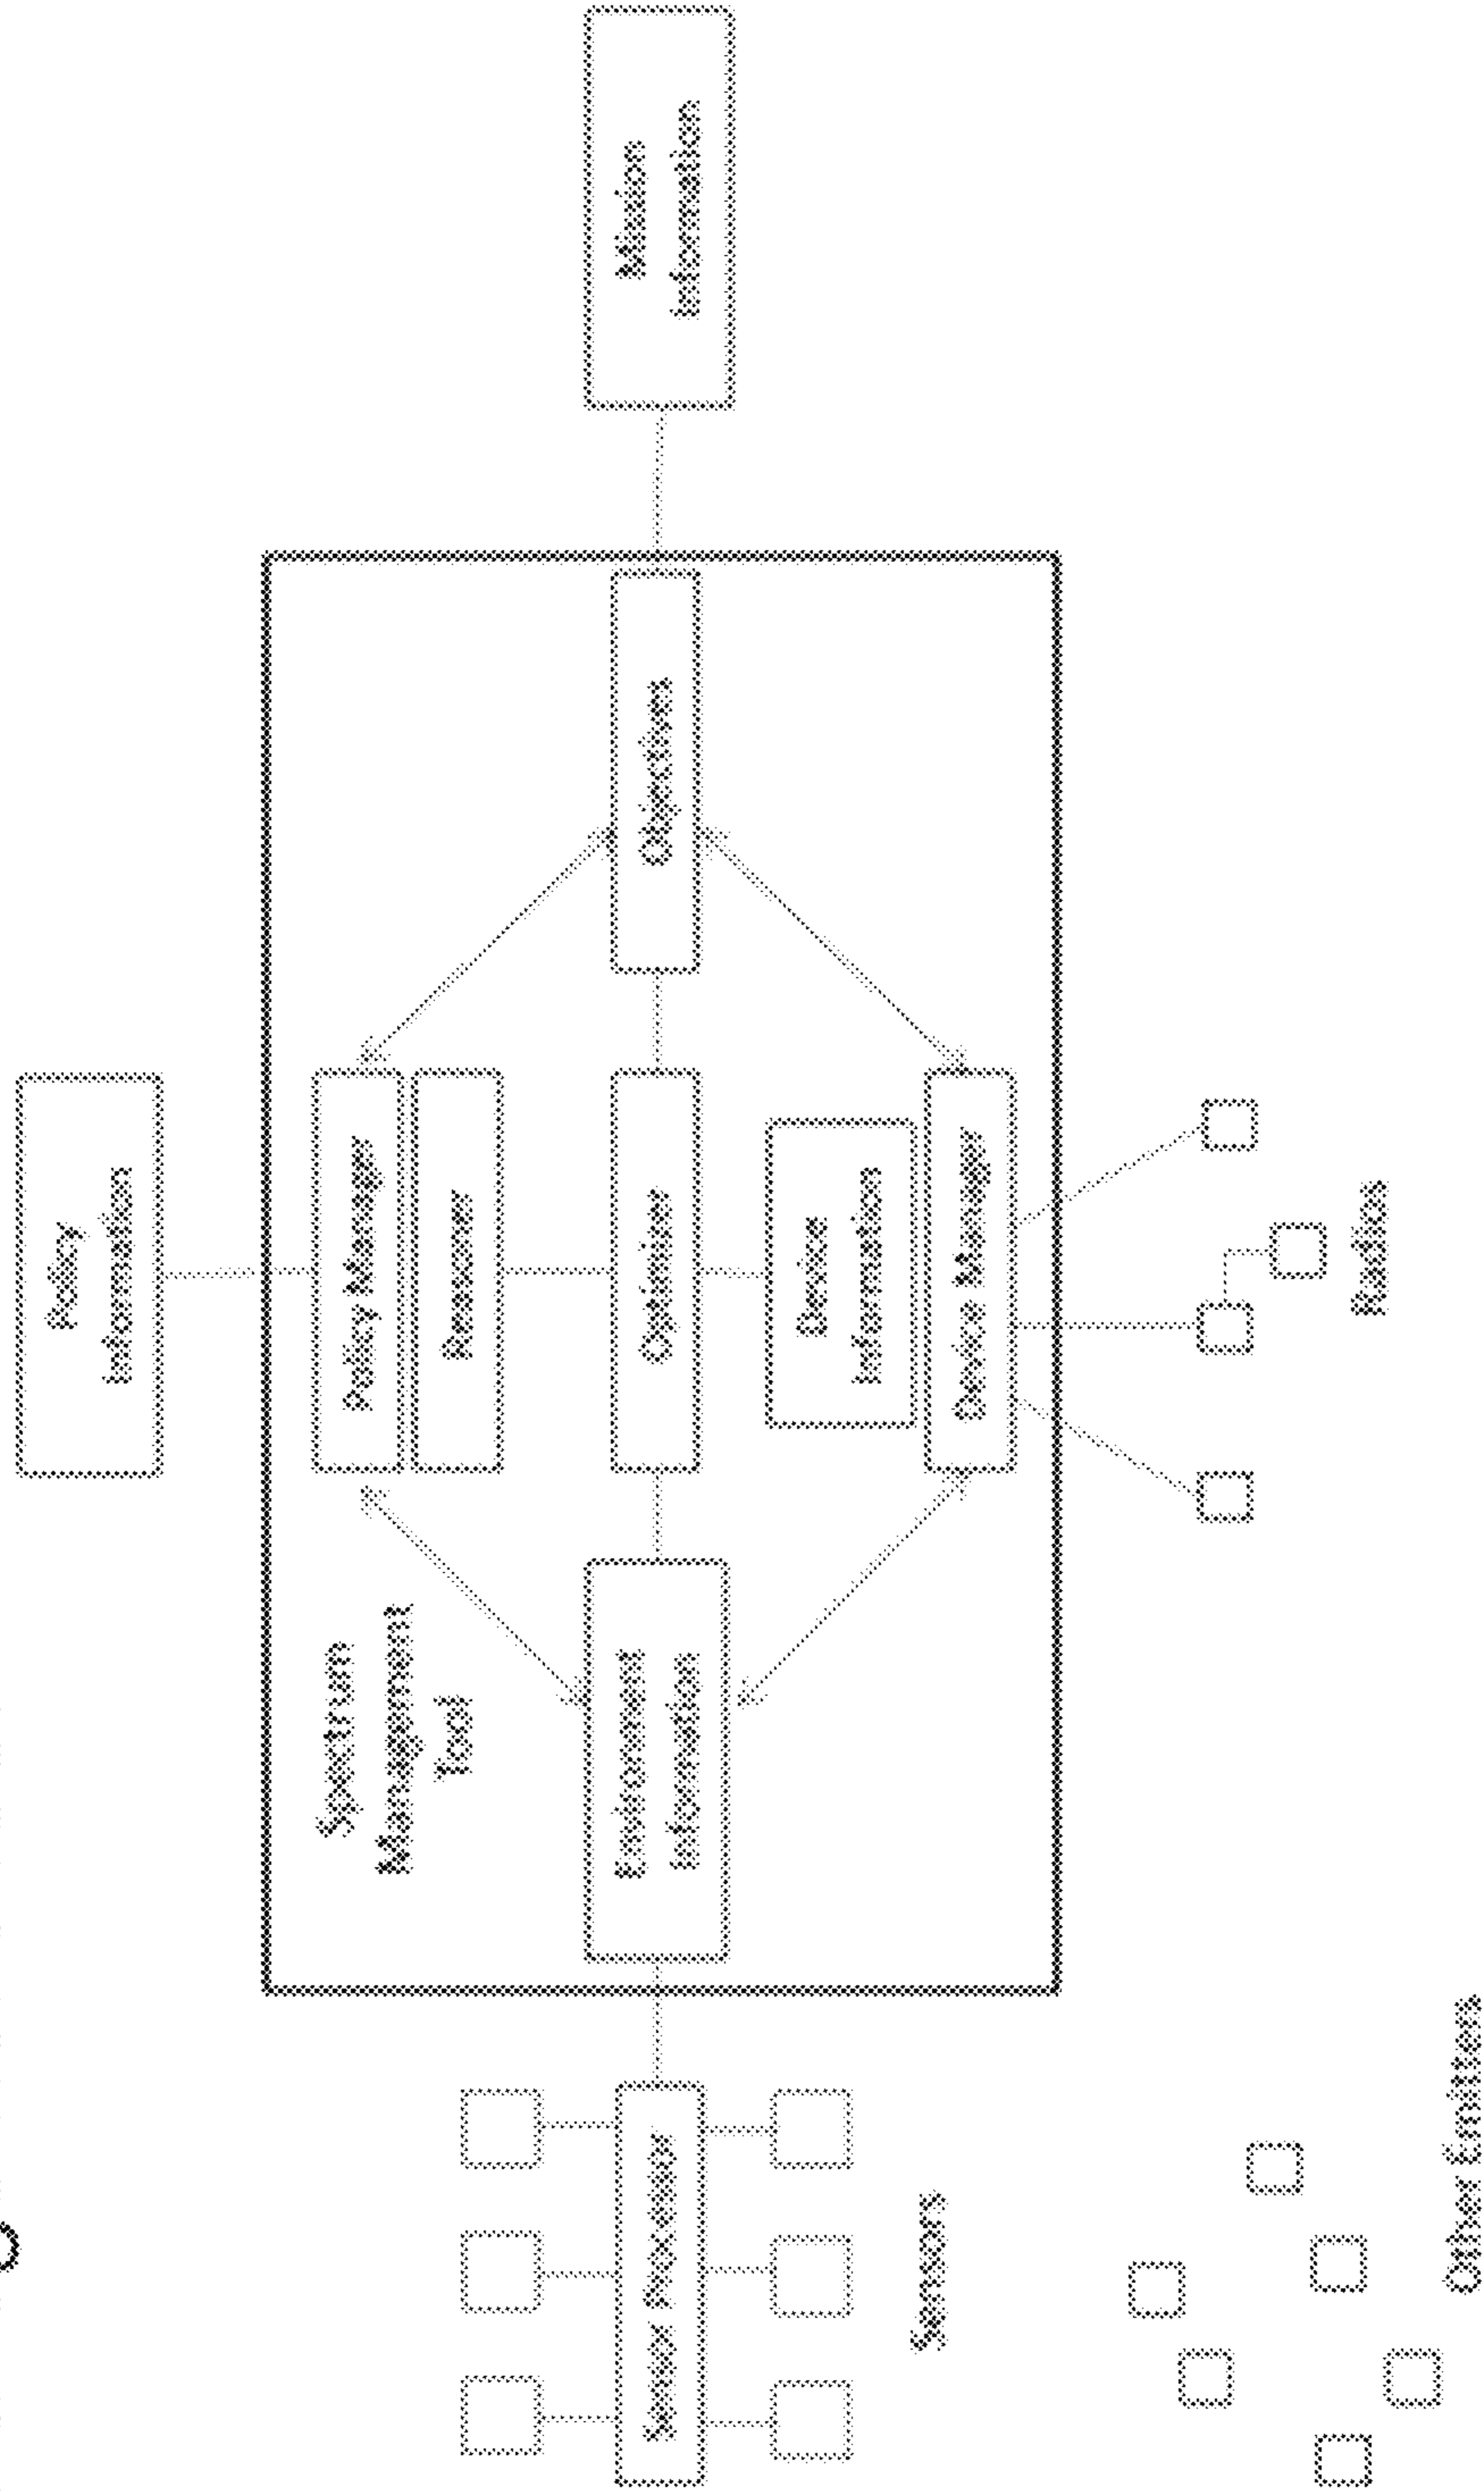 Policy
Information
Spectrum
Management
Tool
Policy Manager
Reasoner
Sensor Processor
Environment
Information
Optimizer
Objectives
Mission
Information
Device
Information
Device Manager
Sensors
Radios
Other Emitters